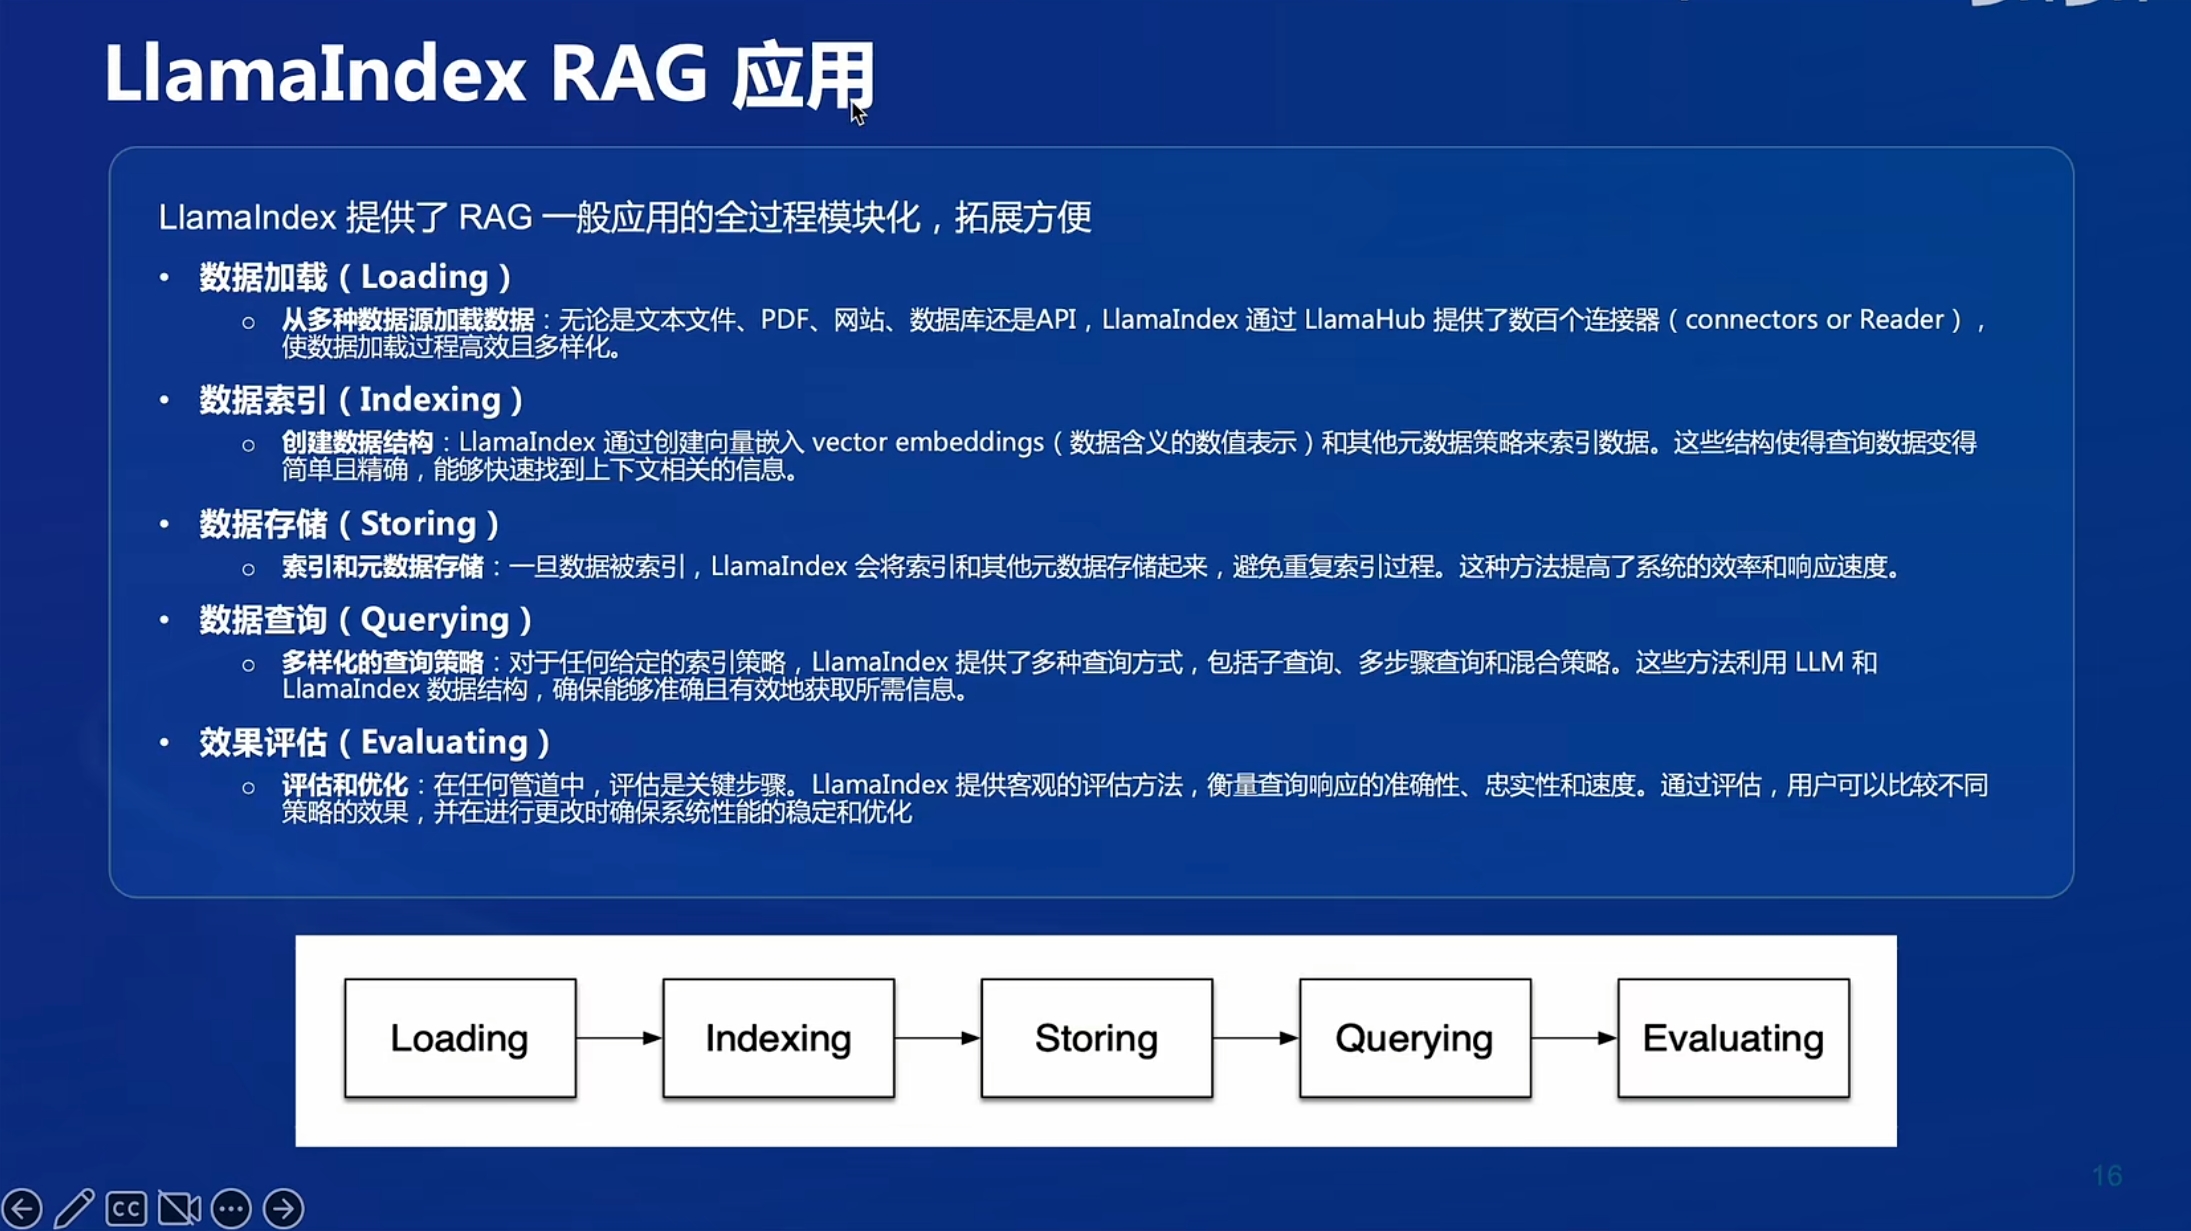 LlamaIndex RAG 应用
LlamaIndex 提供了 RAG 一般应用的全过程模块化，拓展方便
• 数据加载（Loading）
○ 从多种数据源加载数据：无论是文本文件、PDF、网站、数据库还是API，LlamaIndex 通过 LlamaHub 提供了数百个连接器（connectors or Reader），
使数据加载过程高效且多样化。
• 数据索引（Indexing）
○ 创建数据结构：LlamaIndex 通过创建向量嵌入 vector embeddings（数据含义的数值表示）和其他元数据策略来索引数据。这些结构使得查询数据变得
简单且精确，能够快速找到上下文相关的信息。
• 数据存储（Storing）
○ 索引和元数据存储：一旦数据被索引，LlamaIndex 会将索引和其他元数据存储起来，避免重复索引过程。这种方法提高了系统的效率和响应速度。
• 数据查询（Querying）
○ 多样化的查询策略：对于任何给定的索引策略，LlamaIndex 提供了多种查询方式，包括子查询、多步骤查询和混合策略。这些方法利用 LLM 和
LlamaIndex 数据结构，确保能够准确且有效地获取所需信息。
• 效果评估（Evaluating）
○ 评估和优化：在任何管道中，评估是关键步骤。LlamaIndex 提供客观的评估方法，衡量查询响应的准确性、忠实性和速度。通过评估，用户可以比较不同
策略的效果，并在进行更改时确保系统性能的稳定和优化
Loading
Indexing
Storing
Querying
Evaluating
16
CC